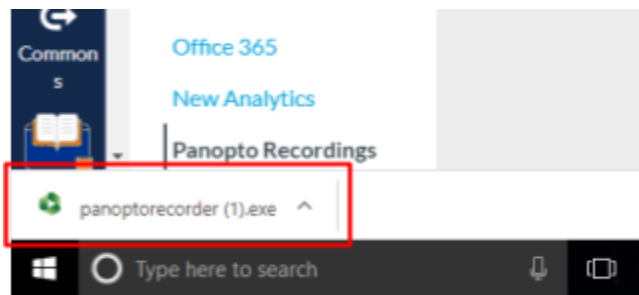 Common
s
Office 365
New Analytics
Panopto Recordings
panoptorecorder (1).exe
Type here to search